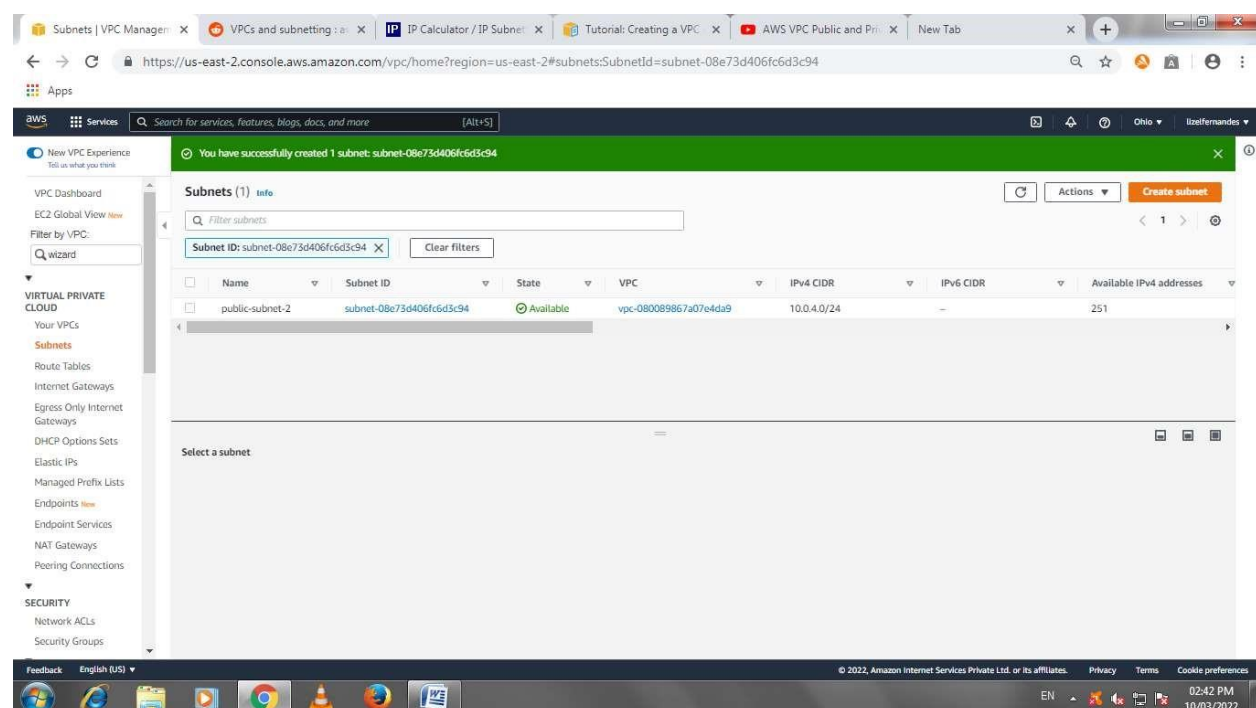 Subnets | VPC Managem
VPCs and subnetting : a
IP Calculator / IP Subnet
Tutorial: Creating a VPC
AWS VPC Public and Pri
New Tab
https://us-east-2.console.aws.amazon.com/vpc/home?region=us-east-2#subnets:SubnetId=subnet-08e73d406fc6d3c94
Apps
aws Services Search for services, features, blogs, docs, and more [Alt+S] Ohio ▼ lizelfernandes ▼
New VPC Experience
Tell us what you think
You have successfully created 1 subnet: subnet-08e73d406fc6d3c94
VPC Dashboard
EC2 Global View New
Filter by VPC:
wizard
VIRTUAL PRIVATE
CLOUD
Your VPCs
Subnets
Route Tables
Internet Gateways
Egress Only Internet
Gateways
DHCP Options Sets
Elastic IPs
Managed Prefix Lists
Endpoints New
Endpoint Services
NAT Gateways
Peering Connections
SECURITY
Network ACLs
Security Groups
Subnets (1) Info
Actions ▼
Create subnet
Filter subnets
< 1 >
Subnet ID: subnet-08e73d406fc6d3c94 X
Clear filters
Name Subnet ID State VPC IPv4 CIDR IPv6 CIDR Available IPv4 addresses
public-subnet-2 subnet-08e73d406fc6d3c94 Available vpc-080089867a07e4da9 10.0.4.0/24 – 251
Select a subnet
Feedback English (US) ▼ © 2022, Amazon Internet Services Private Ltd. or its affiliates. Privacy Terms Cookie preferences
EN 02:42 PM
10/03/2022